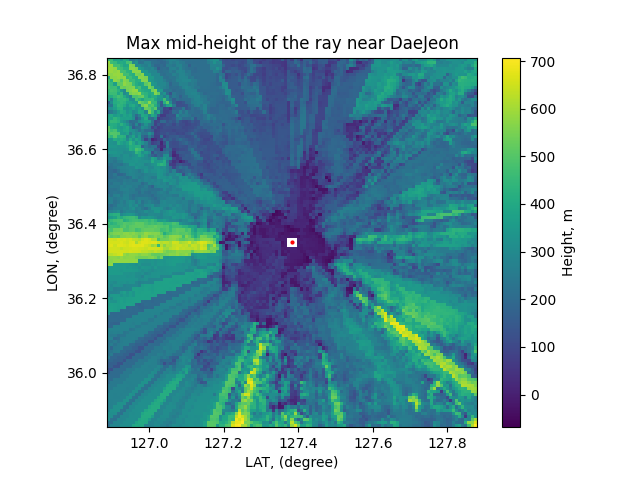 Max mid-height of the ray near DaeJeon
36.8
36.6
36.4
36.2
36.0
LON, (degree)
127.0 127.2 127.4 127.6 127.8
LAT, (degree)
700
600
500
400
300
200
100
0
Height, m